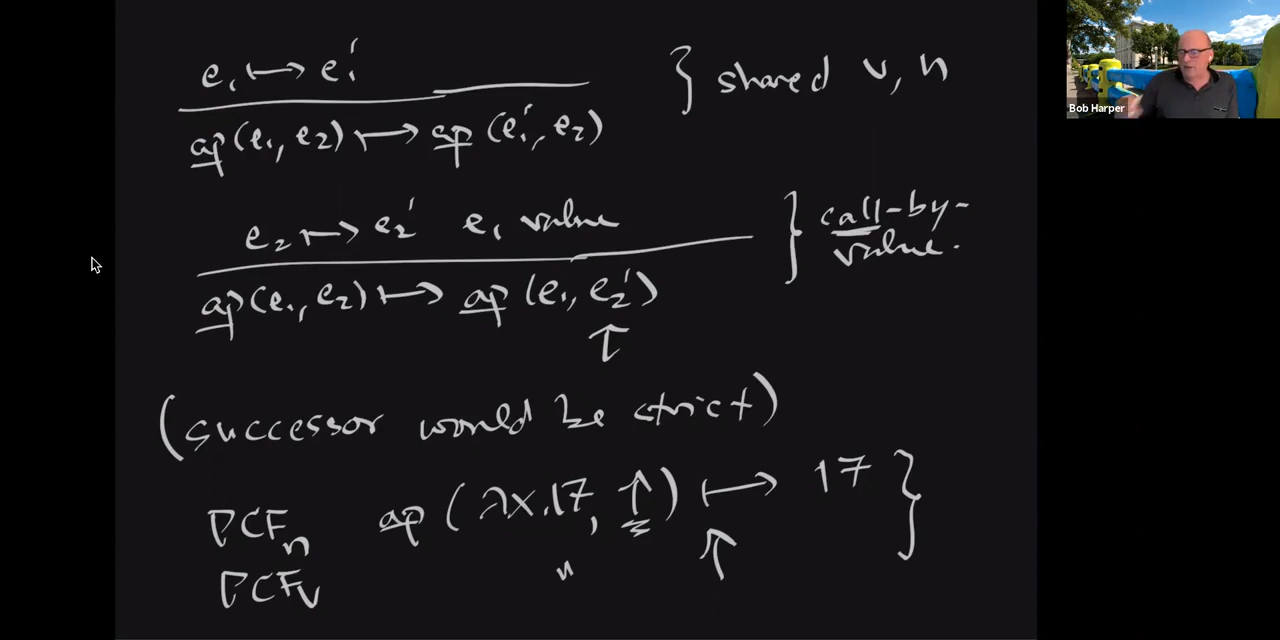 e₁ ↦ e₁′ } shared v, n
ap(e₁, e₂) ↦ ap(e₁′, e₂)
e₂ ↦ e₂′ e₁ value } call-by-
value.
ap(e₁, e₂) ↦ ap(e₁, e₂′)
↑
(successor would be strict)
PCFₙ ap(λx.17, ↑) ↦ 17 }
n ↑
PCFᵥ
Bob Harper